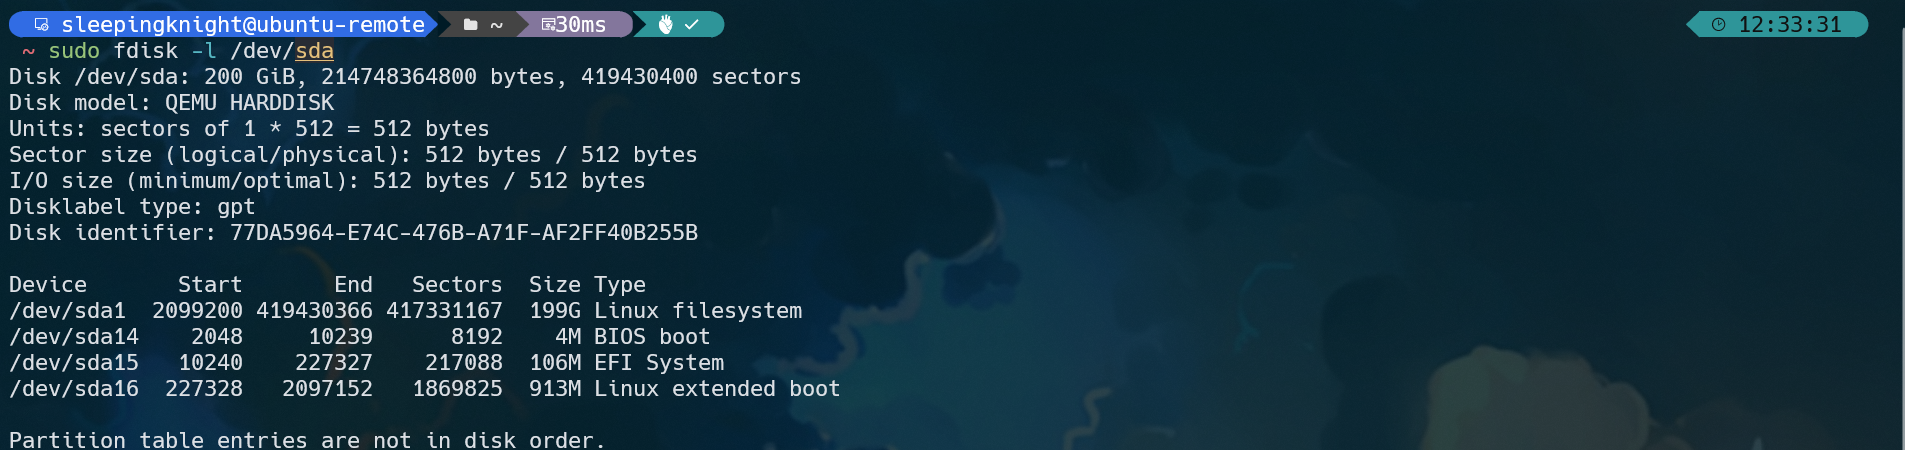 sleepingknight@ubuntu-remote ~ 30ms ✓ 12:33:31
~ sudo fdisk -l /dev/sda
Disk /dev/sda: 200 GiB, 214748364800 bytes, 419430400 sectors
Disk model: QEMU HARDDISK
Units: sectors of 1 * 512 = 512 bytes
Sector size (logical/physical): 512 bytes / 512 bytes
I/O size (minimum/optimal): 512 bytes / 512 bytes
Disklabel type: gpt
Disk identifier: 77DA5964-E74C-476B-A71F-AF2FF40B255B
Device Start End Sectors Size Type
/dev/sda1 2099200 419430366 417331167 199G Linux filesystem
/dev/sda14 2048 10239 8192 4M BIOS boot
/dev/sda15 10240 227327 217088 106M EFI System
/dev/sda16 227328 2097152 1869825 913M Linux extended boot
Partition table entries are not in disk order.